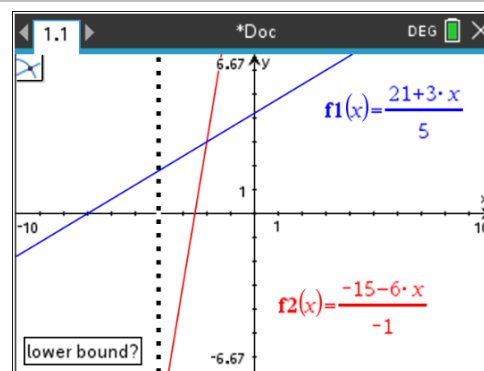 1.1 *Doc DEG
6.67 y
f1(x)=21+3·x
5
1
x
-10 1 10
f2(x)=-15-6·x
-1
lower bound?
-6.67